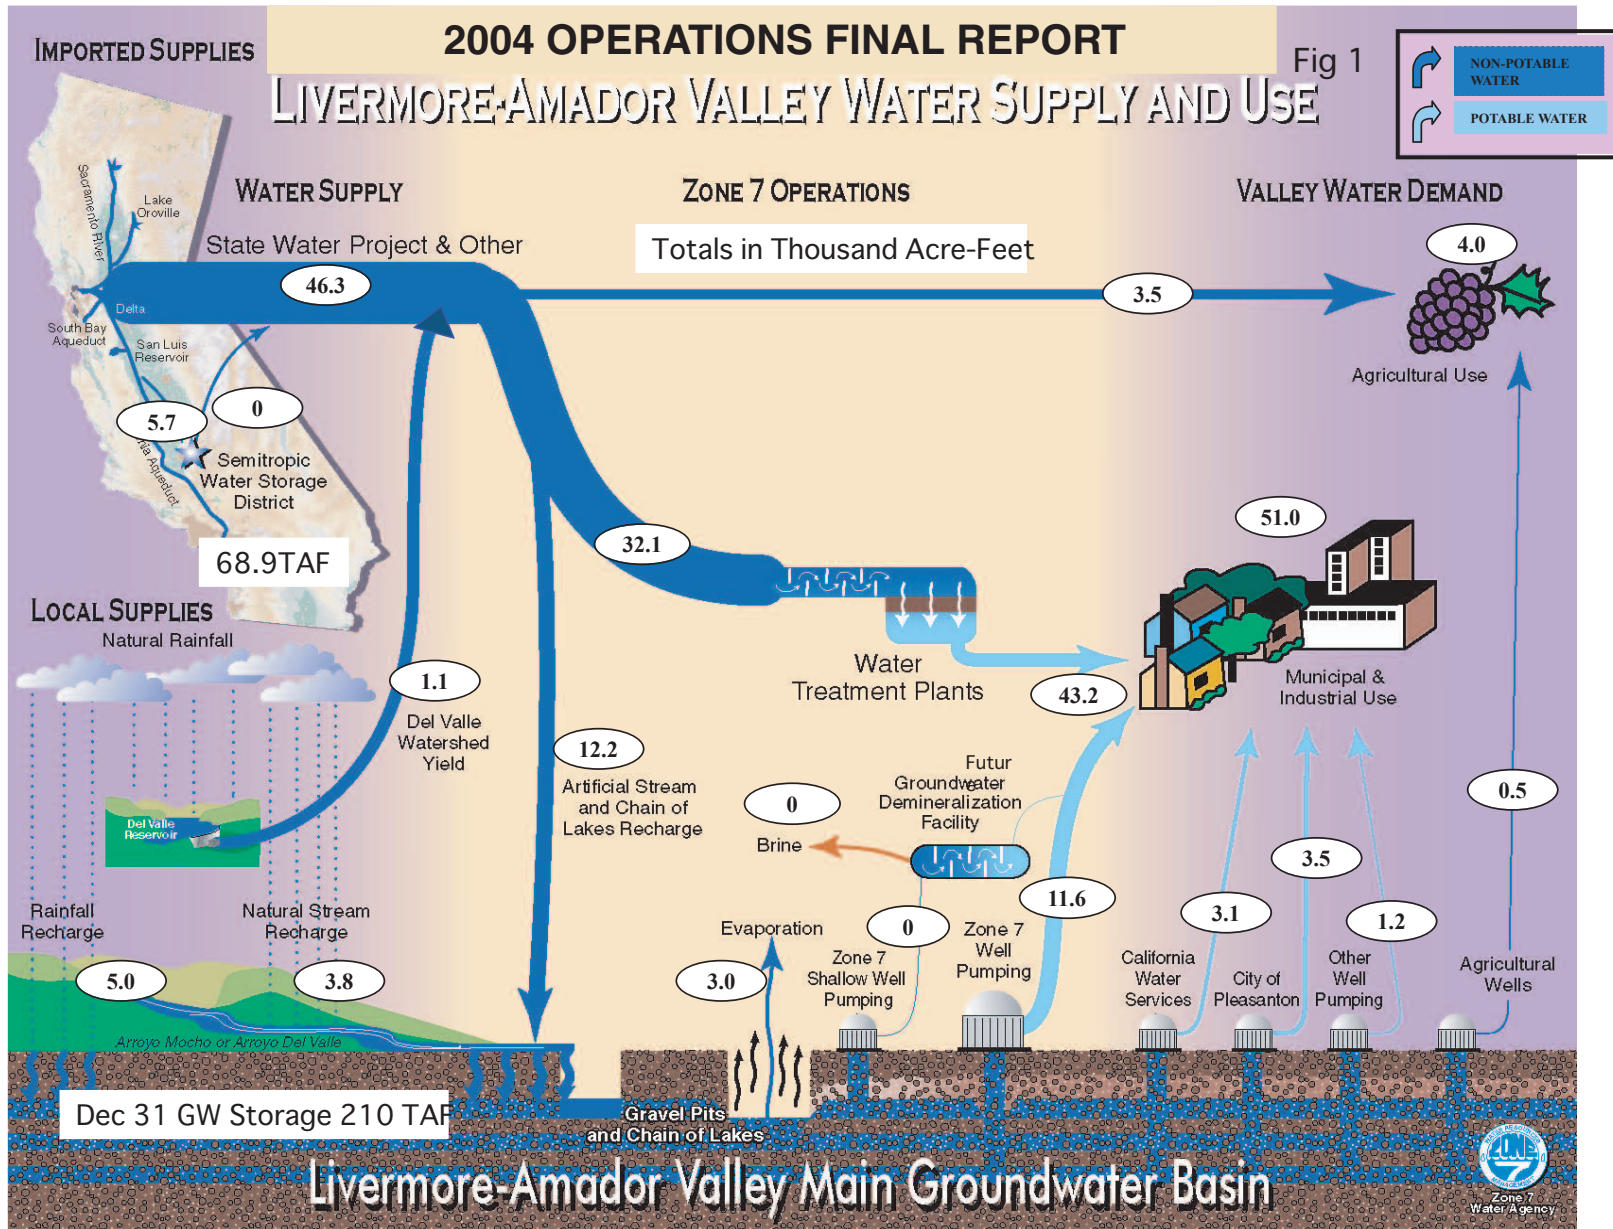 2004 OPERATIONS FINAL REPORT
Fig 1
LIVERMORE-AMADOR VALLEY WATER SUPPLY AND USE
NON-POTABLE
WATER
POTABLE WATER
IMPORTED SUPPLIES
WATER SUPPLY
ZONE 7 OPERATIONS
VALLEY WATER DEMAND
State Water Project & Other
Totals in Thousand Acre-Feet
Sacramento River
Lake
Oroville
Delta
South Bay
Aqueduct
San Luis
Reservoir
46.3
3.5
4.0
Agricultural Use
5.7
0
Aqueduct
Semitropic
Water Storage
District
68.9TAF
32.1
51.0
Water
Treatment Plants
43.2
Municipal &
Industrial Use
LOCAL SUPPLIES
Natural Rainfall
1.1
Del Valle
Watershed
Yield
12.2
Artificial Stream
and Chain of
Lakes Recharge
Del Valle
Reservoir
0
Brine
Futur
e
Groundwater
Demineralization
Facility
0.5
3.5
11.6
3.1
1.2
0
Rainfall
Recharge
Natural Stream
Recharge
5.0
3.8
Evaporation
3.0
Zone 7
Shallow Well
Pumping
Zone 7
Well
Pumping
California
Water
Services
City of
Pleasanton
Other
Well
Pumping
Agricultural
Wells
Arroyo Mocho or Arroyo Del Valle
Dec 31 GW Storage 210 TAF
Gravel Pits
and Chain of Lakes
Livermore-Amador Valley Main Groundwater Basin
WATER RESOURCES
ZONE
7
MANAGEMENT
Zone 7
Water Agency